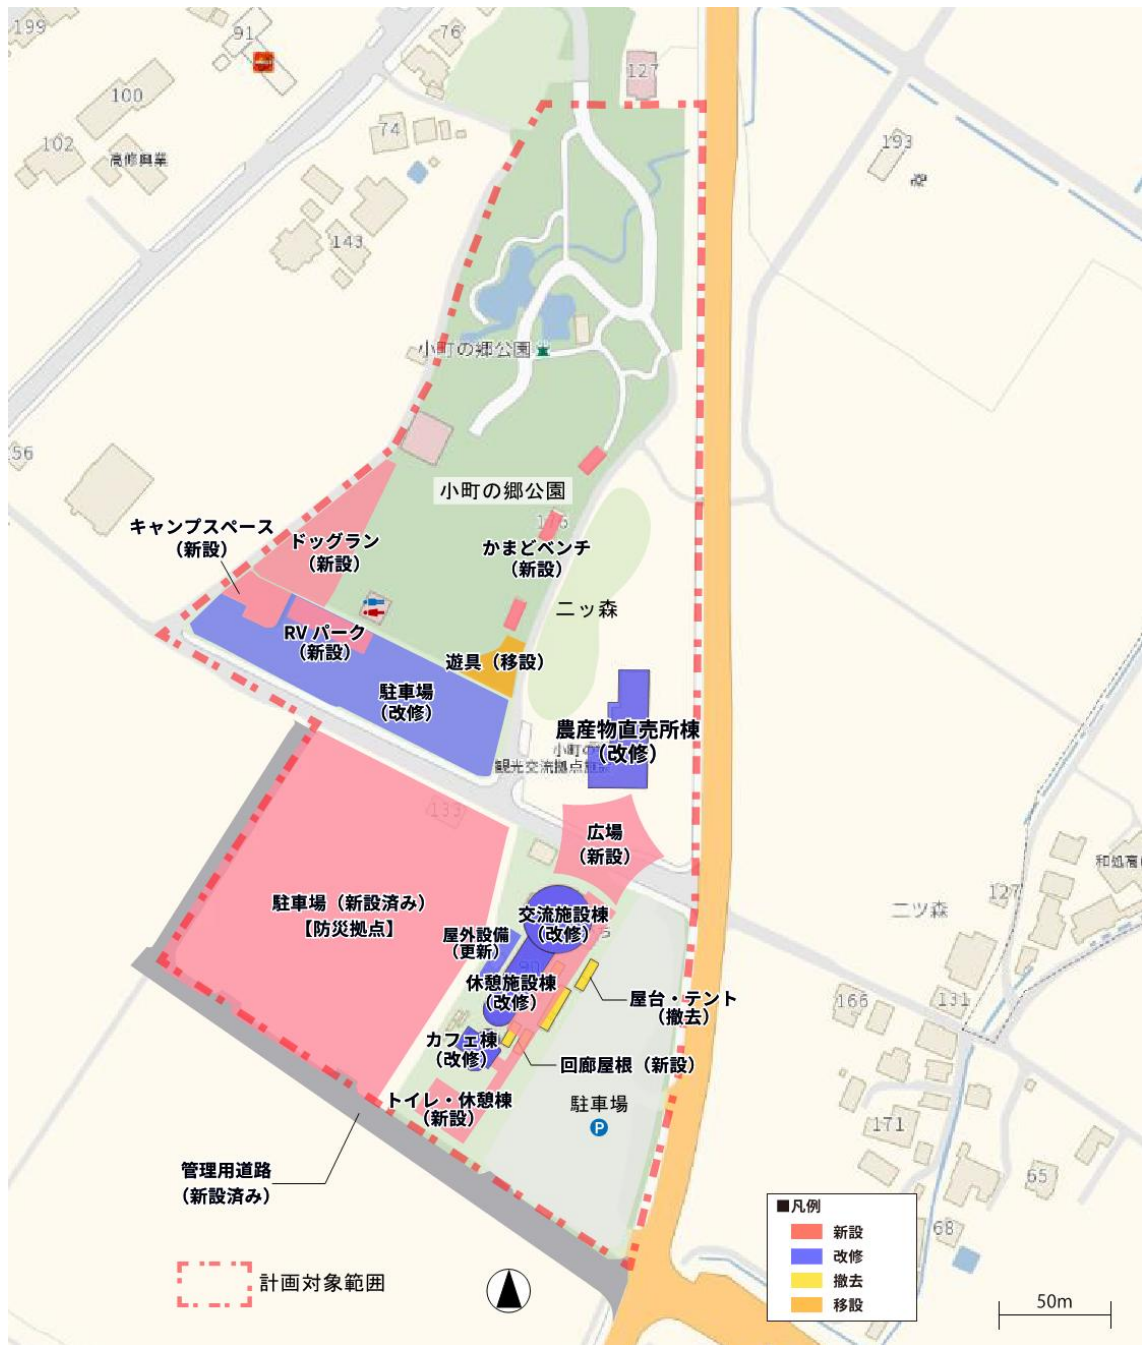 199
91
76
127
100
102
高修興業
74
193
143
小町の郷公園
56
小町の郷公園
キャンプスペース
（新設）
ドッグラン
（新設）
かまどベンチ
（新設）
二ッ森
RVパーク
（新設）
遊具（移設）
駐車場
（改修）
農産物直売所棟
（改修）
観光交流拠点施設
133
広場
（新設）
駐車場（新設済み）
【防災拠点】
交流施設棟
（改修）
屋外設備
（更新）
休憩施設棟
（改修）
屋台・テント
（撤去）
カフェ棟
（改修）
回廊屋根（新設）
トイレ・休憩棟
（新設）
駐車場
P
管理用道路
（新設済み）
二ツ森
127
166
131
171
65
68
■凡例
新設
改修
撤去
移設
計画対象範囲
50m